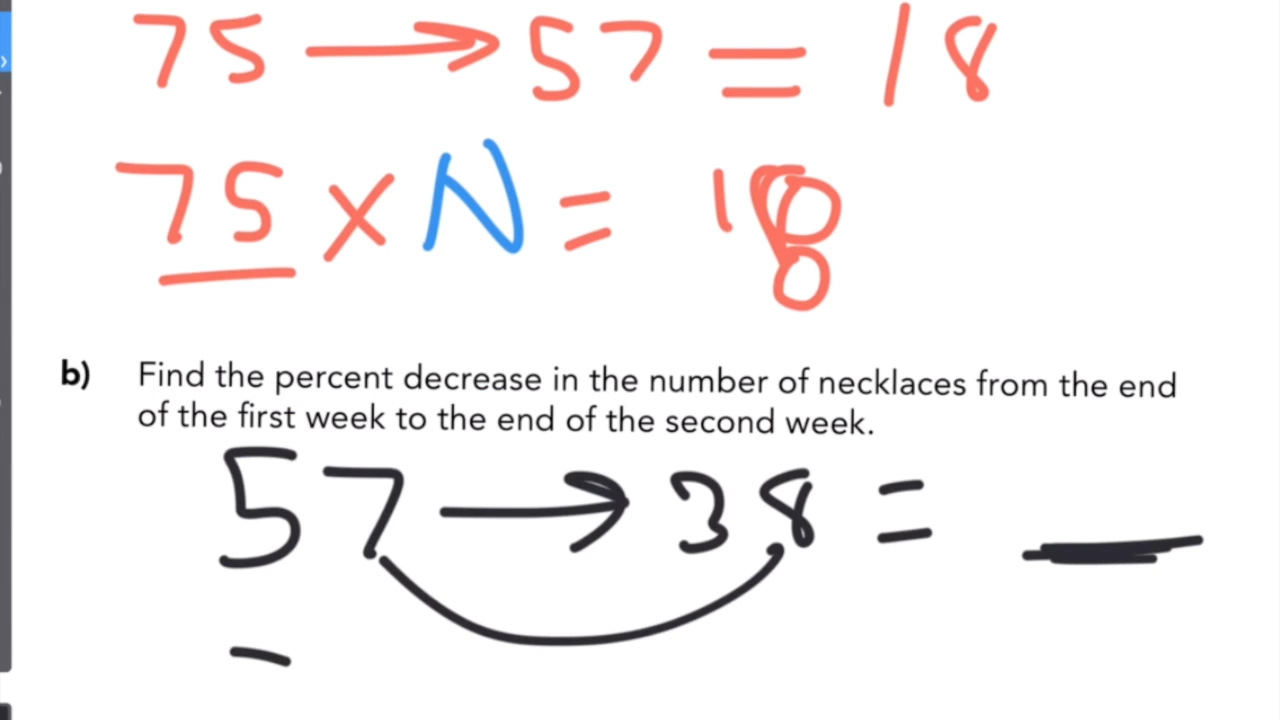 75 → 57 = 18
75 × N = 18
b) Find the percent decrease in the number of necklaces from the end
of the first week to the end of the second week.
57 → 38 = __